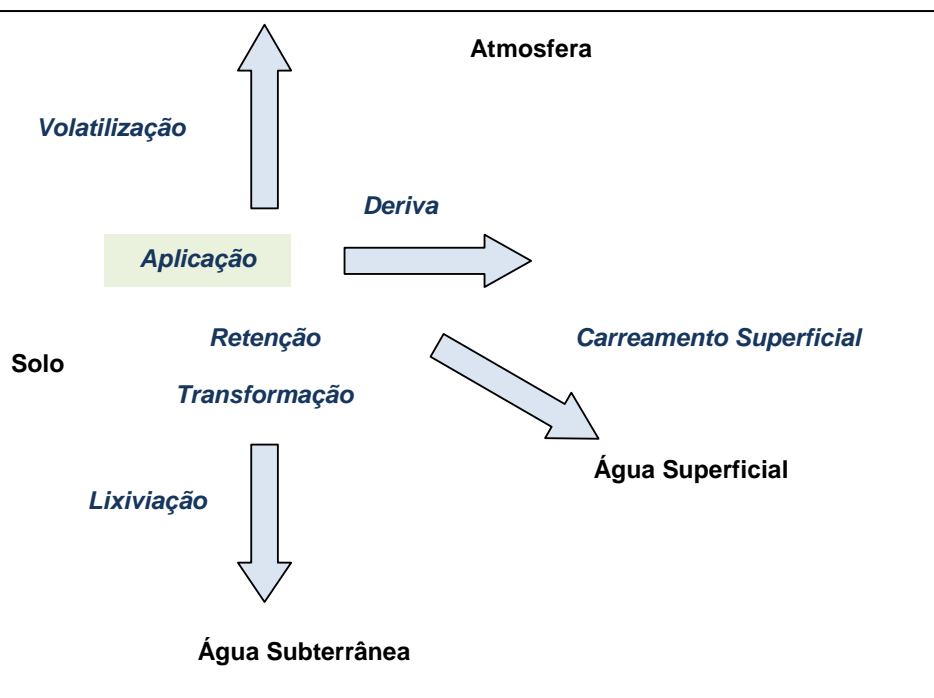 Atmosfera
Volatilização
Deriva
Aplicação
Retenção
Carreamento Superficial
Solo
Transformação
Água Superficial
Lixiviação
Água Subterrânea